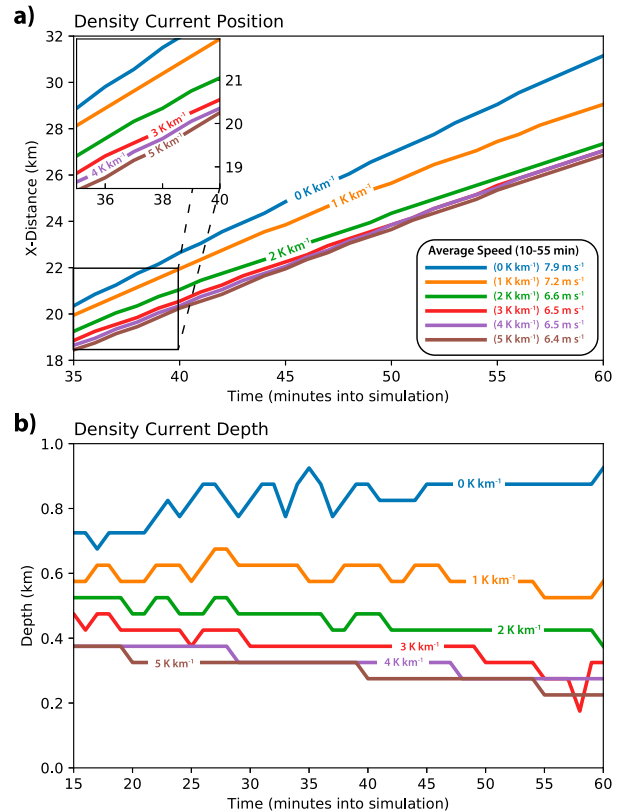 a)
Density Current Position
32
30
28
26
24
22
20
18
X-Distance (km)
21
20
19
36
38
40
3 K km⁻¹
4 K km⁻¹
5 K km⁻¹
0 K km⁻¹
1 K km⁻¹
2 K km⁻¹
Average Speed (10-55 min)
(0 K km⁻¹) 7.9 m s⁻¹
(1 K km⁻¹) 7.2 m s⁻¹
(2 K km⁻¹) 6.6 m s⁻¹
(3 K km⁻¹) 6.5 m s⁻¹
(4 K km⁻¹) 6.5 m s⁻¹
(5 K km⁻¹) 6.4 m s⁻¹
35 40 45 50 55 60
Time (minutes into simulation)
b)
Density Current Depth
1.0
0.8
0.6
0.4
0.2
0.0
Depth (km)
0 K km⁻¹
1 K km⁻¹
2 K km⁻¹
3 K km⁻¹
4 K km⁻¹
5 K km⁻¹
15 20 25 30 35 40 45 50 55 60
Time (minutes into simulation)